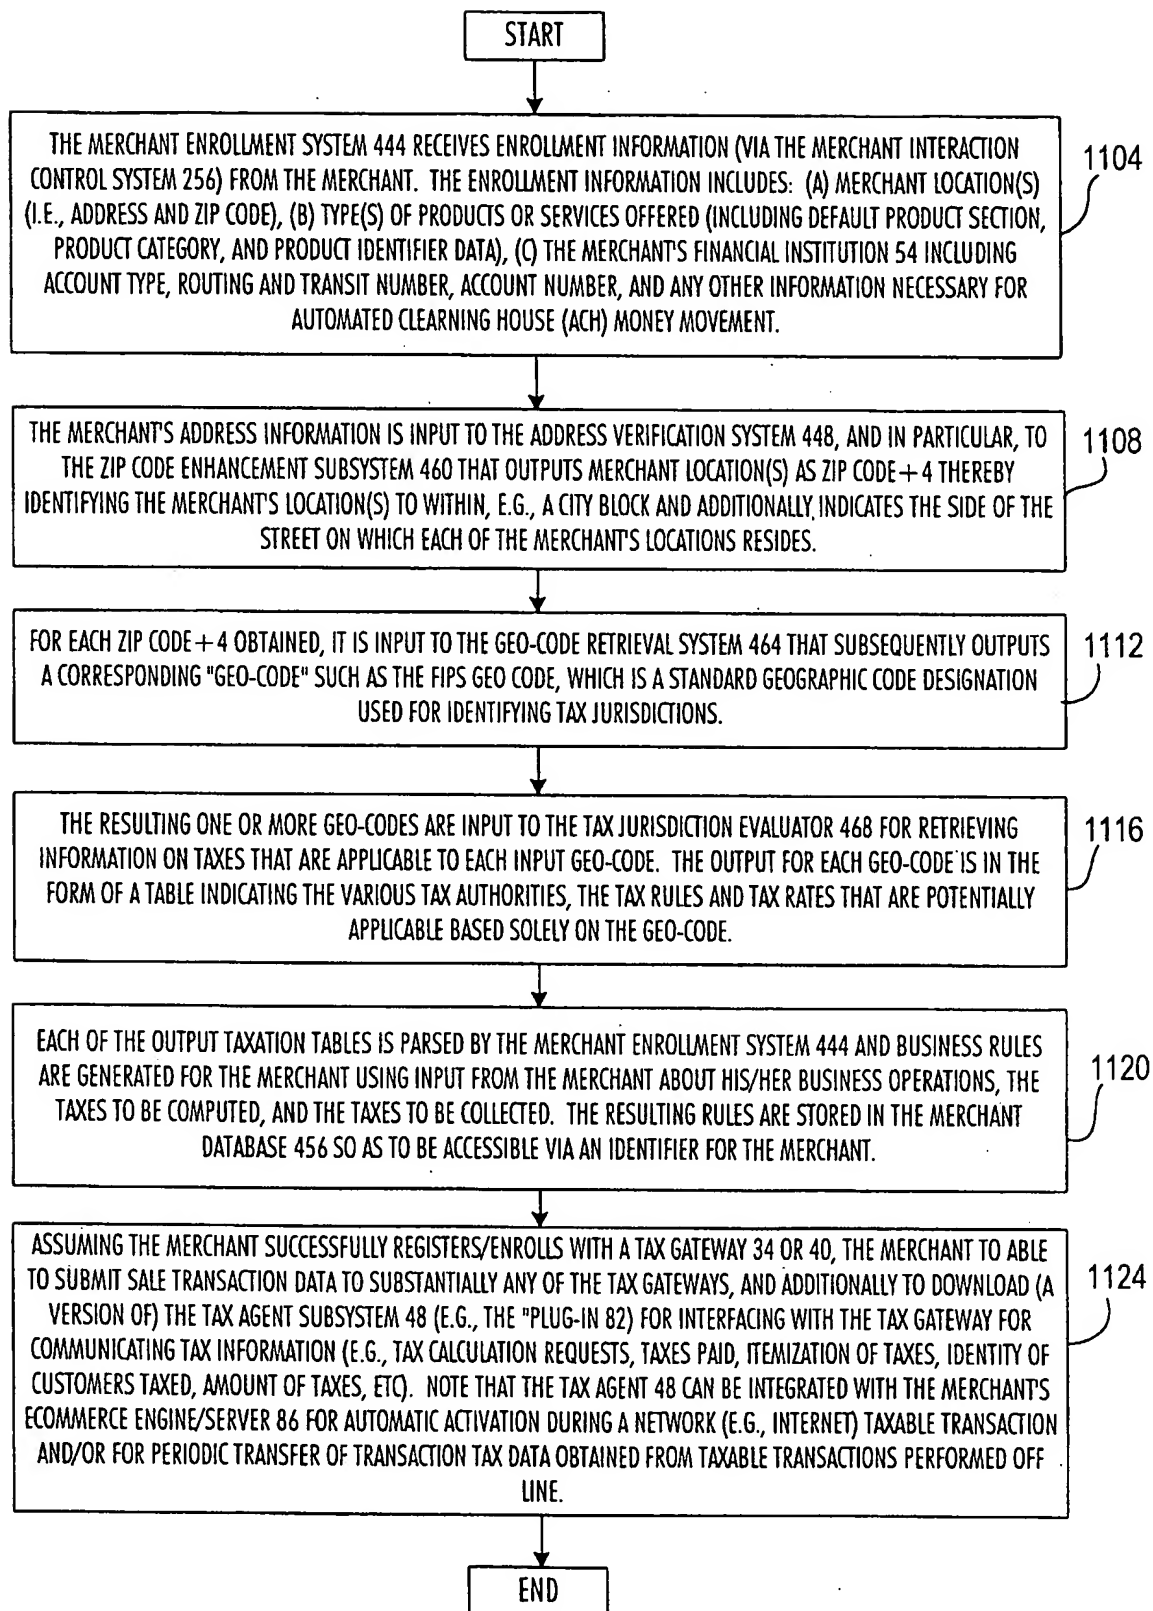 START
THE MERCHANT ENROLLMENT SYSTEM 444 RECEIVES ENROLLMENT INFORMATION (VIA THE MERCHANT INTERACTION
CONTROL SYSTEM 256) FROM THE MERCHANT. THE ENROLLMENT INFORMATION INCLUDES: (A) MERCHANT LOCATION(S)
(I.E., ADDRESS AND ZIP CODE), (B) TYPE(S) OF PRODUCTS OR SERVICES OFFERED (INCLUDING DEFAULT PRODUCT SECTION,
PRODUCT CATEGORY, AND PRODUCT IDENTIFIER DATA), (C) THE MERCHANT'S FINANCIAL INSTITUTION 54 INCLUDING
ACCOUNT TYPE, ROUTING AND TRANSIT NUMBER, ACCOUNT NUMBER, AND ANY OTHER INFORMATION NECESSARY FOR
AUTOMATED CLEARNING HOUSE (ACH) MONEY MOVEMENT.
1104
THE MERCHANT'S ADDRESS INFORMATION IS INPUT TO THE ADDRESS VERIFICATION SYSTEM 448, AND IN PARTICULAR, TO
THE ZIP CODE ENHANCEMENT SUBSYSTEM 460 THAT OUTPUTS MERCHANT LOCATION(S) AS ZIP CODE+4 THEREBY
IDENTIFYING THE MERCHANT'S LOCATION(S) TO WITHIN, E.G., A CITY BLOCK AND ADDITIONALLY INDICATES THE SIDE OF THE
STREET ON WHICH EACH OF THE MERCHANT'S LOCATIONS RESIDES.
1108
FOR EACH ZIP CODE+4 OBTAINED, IT IS INPUT TO THE GEO-CODE RETRIEVAL SYSTEM 464 THAT SUBSEQUENTLY OUTPUTS
A CORRESPONDING "GEO-CODE" SUCH AS THE FIPS GEO CODE, WHICH IS A STANDARD GEOGRAPHIC CODE DESIGNATION
USED FOR IDENTIFYING TAX JURISDICTIONS.
1112
THE RESULTING ONE OR MORE GEO-CODES ARE INPUT TO THE TAX JURISDICTION EVALUATOR 468 FOR RETRIEVING
INFORMATION ON TAXES THAT ARE APPLICABLE TO EACH INPUT GEO-CODE. THE OUTPUT FOR EACH GEO-CODE IS IN THE
FORM OF A TABLE INDICATING THE VARIOUS TAX AUTHORITIES, THE TAX RULES AND TAX RATES THAT ARE POTENTIALLY
APPLICABLE BASED SOLELY ON THE GEO-CODE.
1116
EACH OF THE OUTPUT TAXATION TABLES IS PARSED BY THE MERCHANT ENROLLMENT SYSTEM 444 AND BUSINESS RULES
ARE GENERATED FOR THE MERCHANT USING INPUT FROM THE MERCHANT ABOUT HIS/HER BUSINESS OPERATIONS, THE
TAXES TO BE COMPUTED, AND THE TAXES TO BE COLLECTED. THE RESULTING RULES ARE STORED IN THE MERCHANT
DATABASE 456 SO AS TO BE ACCESSIBLE VIA AN IDENTIFIER FOR THE MERCHANT.
1120
ASSUMING THE MERCHANT SUCCESSFULLY REGISTERS/ENROLLS WITH A TAX GATEWAY 34 OR 40, THE MERCHANT TO ABLE
TO SUBMIT SALE TRANSACTION DATA TO SUBSTANTIALLY ANY OF THE TAX GATEWAYS, AND ADDITIONALLY TO DOWNLOAD (A
VERSION OF) THE TAX AGENT SUBSYSTEM 48 (E.G., THE "PLUG-IN 82) FOR INTERFACING WITH THE TAX GATEWAY FOR
COMMUNICATING TAX INFORMATION (E.G., TAX CALCULATION REQUESTS, TAXES PAID, ITEMIZATION OF TAXES, IDENTITY OF
CUSTOMERS TAXED, AMOUNT OF TAXES, ETC). NOTE THAT THE TAX AGENT 48 CAN BE INTEGRATED WITH THE MERCHANT'S
ECOMMERCE ENGINE/SERVER 86 FOR AUTOMATIC ACTIVATION DURING A NETWORK (E.G., INTERNET) TAXABLE TRANSACTION
AND/OR FOR PERIODIC TRANSFER OF TRANSACTION TAX DATA OBTAINED FROM TAXABLE TRANSACTIONS PERFORMED OFF
LINE.
1124
END